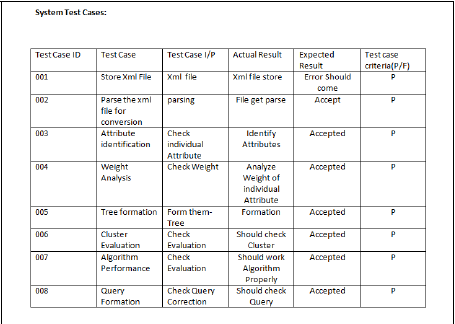 System Test Cases:
Test Case ID Test Case Test Case I/P Actual Result Expected Test case
Result criteria(P/F)
001 Store Xml File Xml file Xml file store Error Should P
come
002 Parse the xml parsing File get parse Accept P
file for
conversion
003 Attribute Check Identify Accepted P
identification individual Attributes
Attribute
004 Weight Check Weight Analyze Accepted P
Analysis Weight of
individual
Attribute
005 Tree formation Form them- Formation Accepted P
Tree
006 Cluster Check Should check Accepted P
Evaluation Evaluation Cluster
007 Algorithm Check Should work Accepted P
Performance Evaluation Algorithm
Properly
008 Query Check Query Should check Accepted P
Formation Correction Query